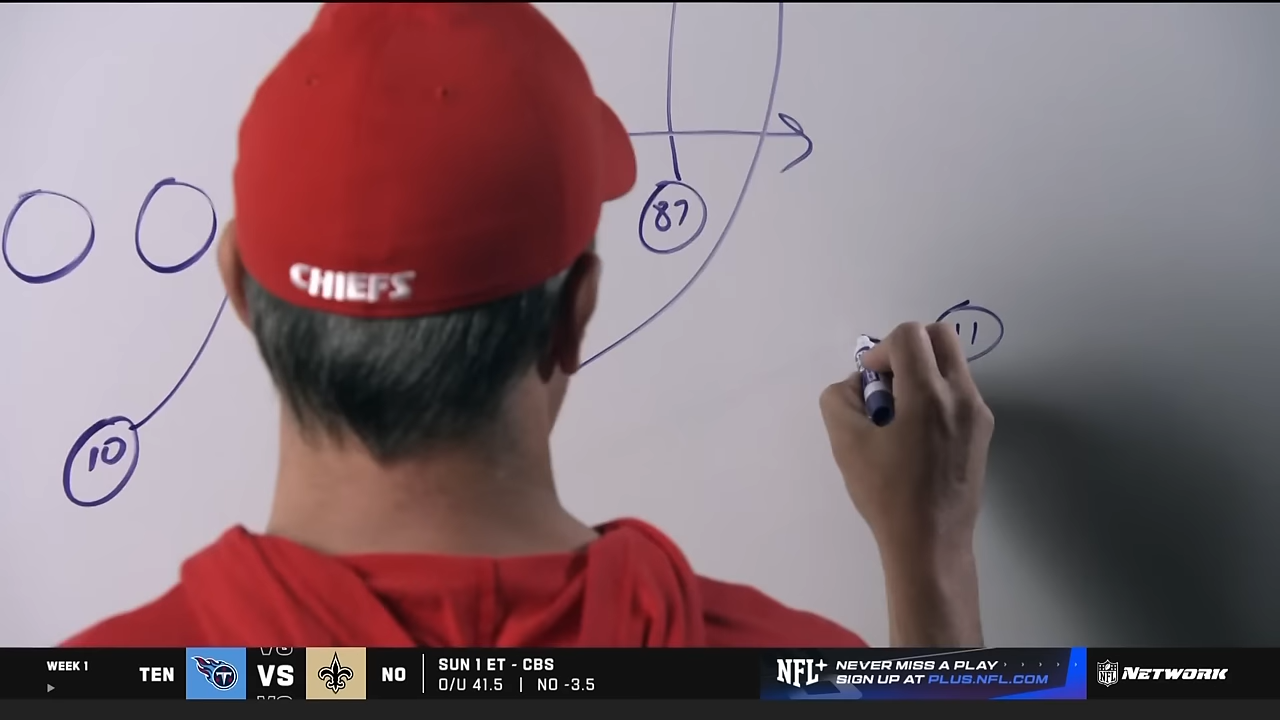 87
11
10
CHIEFS
WEEK 1
TEN VS NO
SUN 1 ET - CBS
O/U 41.5 | NO -3.5
NFL+ NEVER MISS A PLAY
SIGN UP AT PLUS.NFL.COM
NFL NETWORK